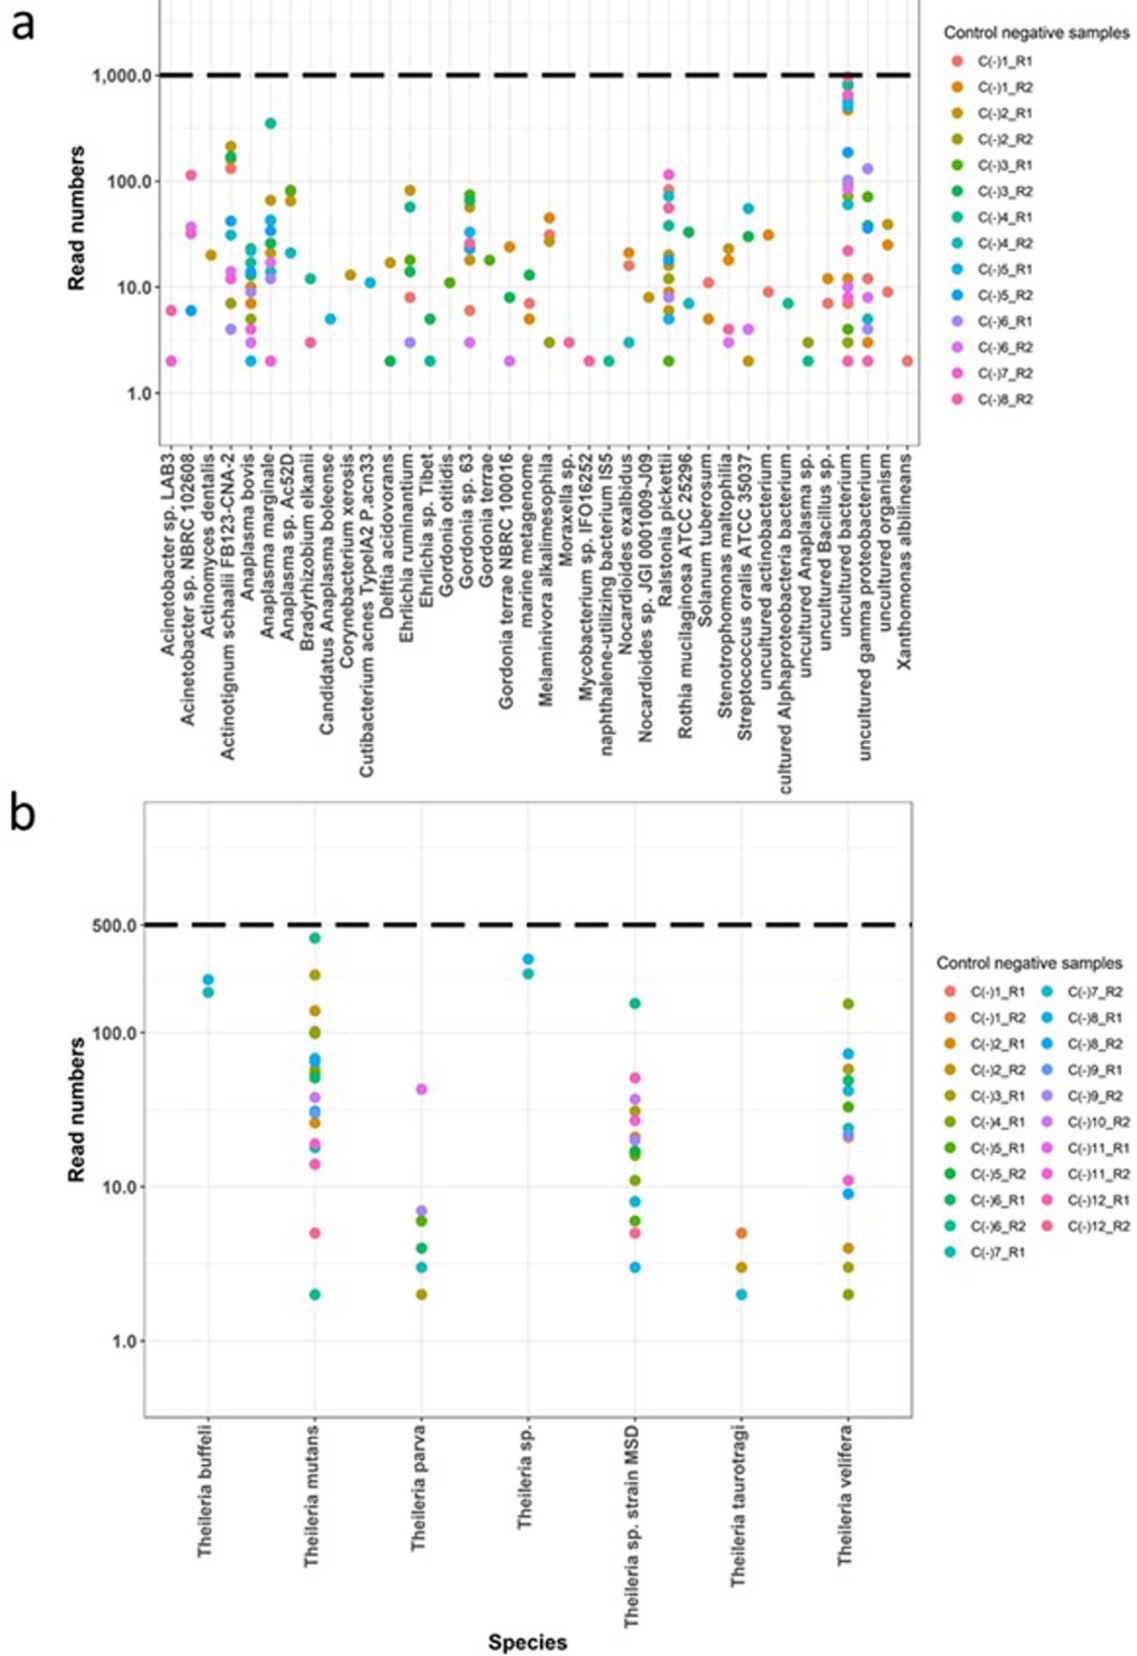 a
Control negative samples
C(-)1_R1
C(-)1_R2
C(-)2_R1
C(-)2_R2
C(-)3_R1
C(-)3_R2
C(-)4_R1
C(-)4_R2
C(-)5_R1
C(-)5_R2
C(-)6_R1
C(-)6_R2
C(-)7_R2
C(-)8_R2
Read numbers
1,000.0
100.0
10.0
1.0
Acinetobacter sp. LAB3
Acinetobacter sp. NBRC 102608
Actinomyces dentalis
Actinotignum schaalii FB123-CNA-2
Anaplasma bovis
Anaplasma marginale
Anaplasma sp. Ac52D
Bradyrhizobium elkanii
Candidatus Anaplasma boleense
Corynebacterium xerosis
Cutibacterium acnes TypeIA2 P.acn33
Delftia acidovorans
Ehrlichia ruminantium
Ehrlichia sp. Tibet
Gordonia otitidis
Gordonia sp. 63
Gordonia terrae
Gordonia terrae NBRC 100016
marine metagenome
Melaminivora alkalimesophila
Moraxella sp.
Mycobacterium sp. IFO16252
naphthalene-utilizing bacterium IS5
Nocardioides exalbidus
Nocardioides sp. JGI 0001009-J09
Ralstonia pickettii
Rothia mucilaginosa ATCC 25296
Solanum tuberosum
Stenotrophomonas maltophilia
Streptococcus oralis ATCC 35037
uncultured actinobacterium
cultured Alphaproteobacteria bacterium
uncultured Anaplasma sp.
uncultured Bacillus sp.
uncultured bacterium
uncultured gamma proteobacterium
uncultured organism
Xanthomonas albilineans
b
Read numbers
500.0
100.0
10.0
1.0
Control negative samples
C(-)1_R1 C(-)7_R2
C(-)1_R2 C(-)8_R1
C(-)2_R1 C(-)8_R2
C(-)2_R2 C(-)9_R1
C(-)3_R1 C(-)9_R2
C(-)4_R1 C(-)10_R2
C(-)5_R1 C(-)11_R1
C(-)5_R2 C(-)11_R2
C(-)6_R1 C(-)12_R1
C(-)6_R2 C(-)12_R2
C(-)7_R1
Theileria buffeli
Theileria mutans
Theileria parva
Theileria sp.
Theileria sp. strain MSD
Theileria taurotragi
Theileria velifera
Species